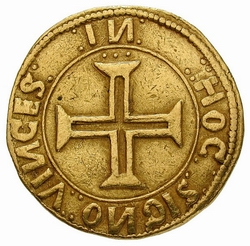 IN : HOC : SIGNO : VINCES :